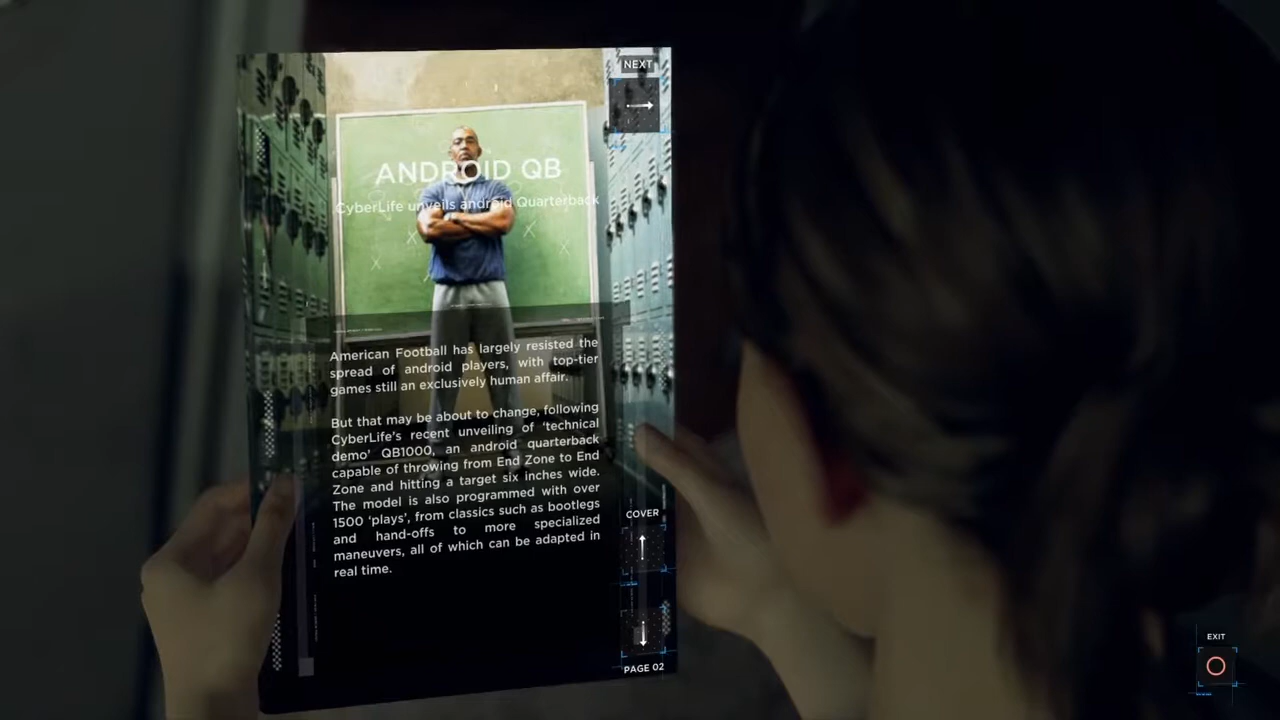 NEXT
ANDROID QB
CyberLife unveils android Quarterback
American Football has largely resisted the
spread of android players, with top-tier
games still an exclusively human affair.
But that may be about to change, following
CyberLife's recent unveiling of 'technical
demo' QB1000, an android quarterback
capable of throwing from End Zone to End
Zone and hitting a target six inches wide.
The model is also programmed with over
1500 'plays', from classics such as bootlegs
and hand-offs to more specialized
maneuvers, all of which can be adapted in
real time.
COVER
PAGE 02
EXIT